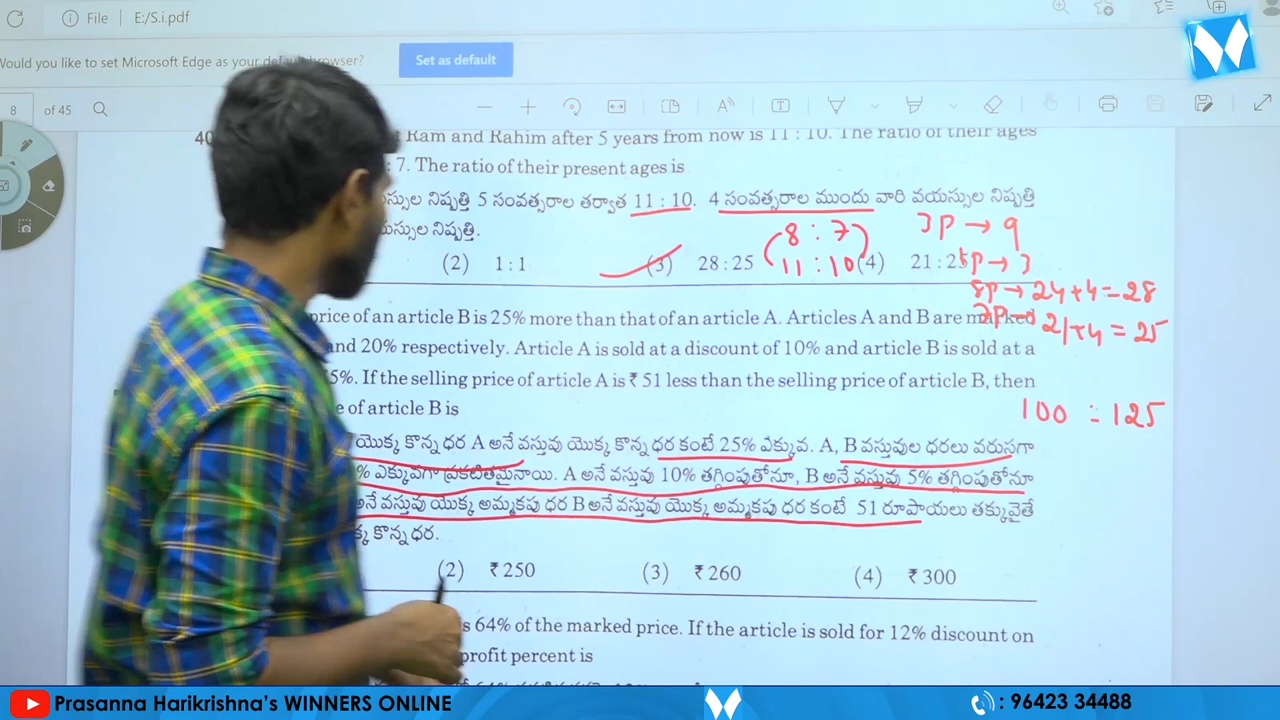 File E:/S.i.pdf
Would you like to set Microsoft Edge as your default browser? Set as default
8 of 45
40
Ram and Rahim after 5 years from now is 11 : 10. The ratio of their ages
: 7. The ratio of their present ages is
నిష్పత్తి 5 సంవత్సరాల తర్వాత 11 : 10. 4 సంవత్సరాల ముందు వారి వయస్సుల నిష్పత్తి
నిష్పత్తి.
8 : 7
3P → 9
(2) 1 : 1 (3) 28 : 25
11 : 10
(4) 21 : 25
1P → 3
8P → 24+4=28
7P → 21+4=25
price of an article B is 25% more than that of an article A. Articles A and B are marked
and 20% respectively. Article A is sold at a discount of 10% and article B is sold at a
5%. If the selling price of article A is ₹ 51 less than the selling price of article B, then
e of article B is
100 : 125
యొక్క కొన్న ధర A అనే వస్తువు యొక్క కొన్న ధర కంటే 25% ఎక్కువ. A, B వస్తువుల ధరలు వరుసగా
% ఎక్కువగా ప్రకటితమైనాయి. A అనే వస్తువు 10% తగ్గింపుతోనూ, B అనే వస్తువు 5% తగ్గింపుతోనూ
అనే వస్తువు యొక్క అమ్మకపు ధర B అనే వస్తువు యొక్క అమ్మకపు ధర కంటే 51 రూపాయలు తక్కువైతే
కొన్న ధర.
(2) ₹ 250 (3) ₹ 260 (4) ₹ 300
s 64% of the marked price. If the article is sold for 12% discount on
profit percent is
Prasanna Harikrishna's WINNERS ONLINE : 96423 34488